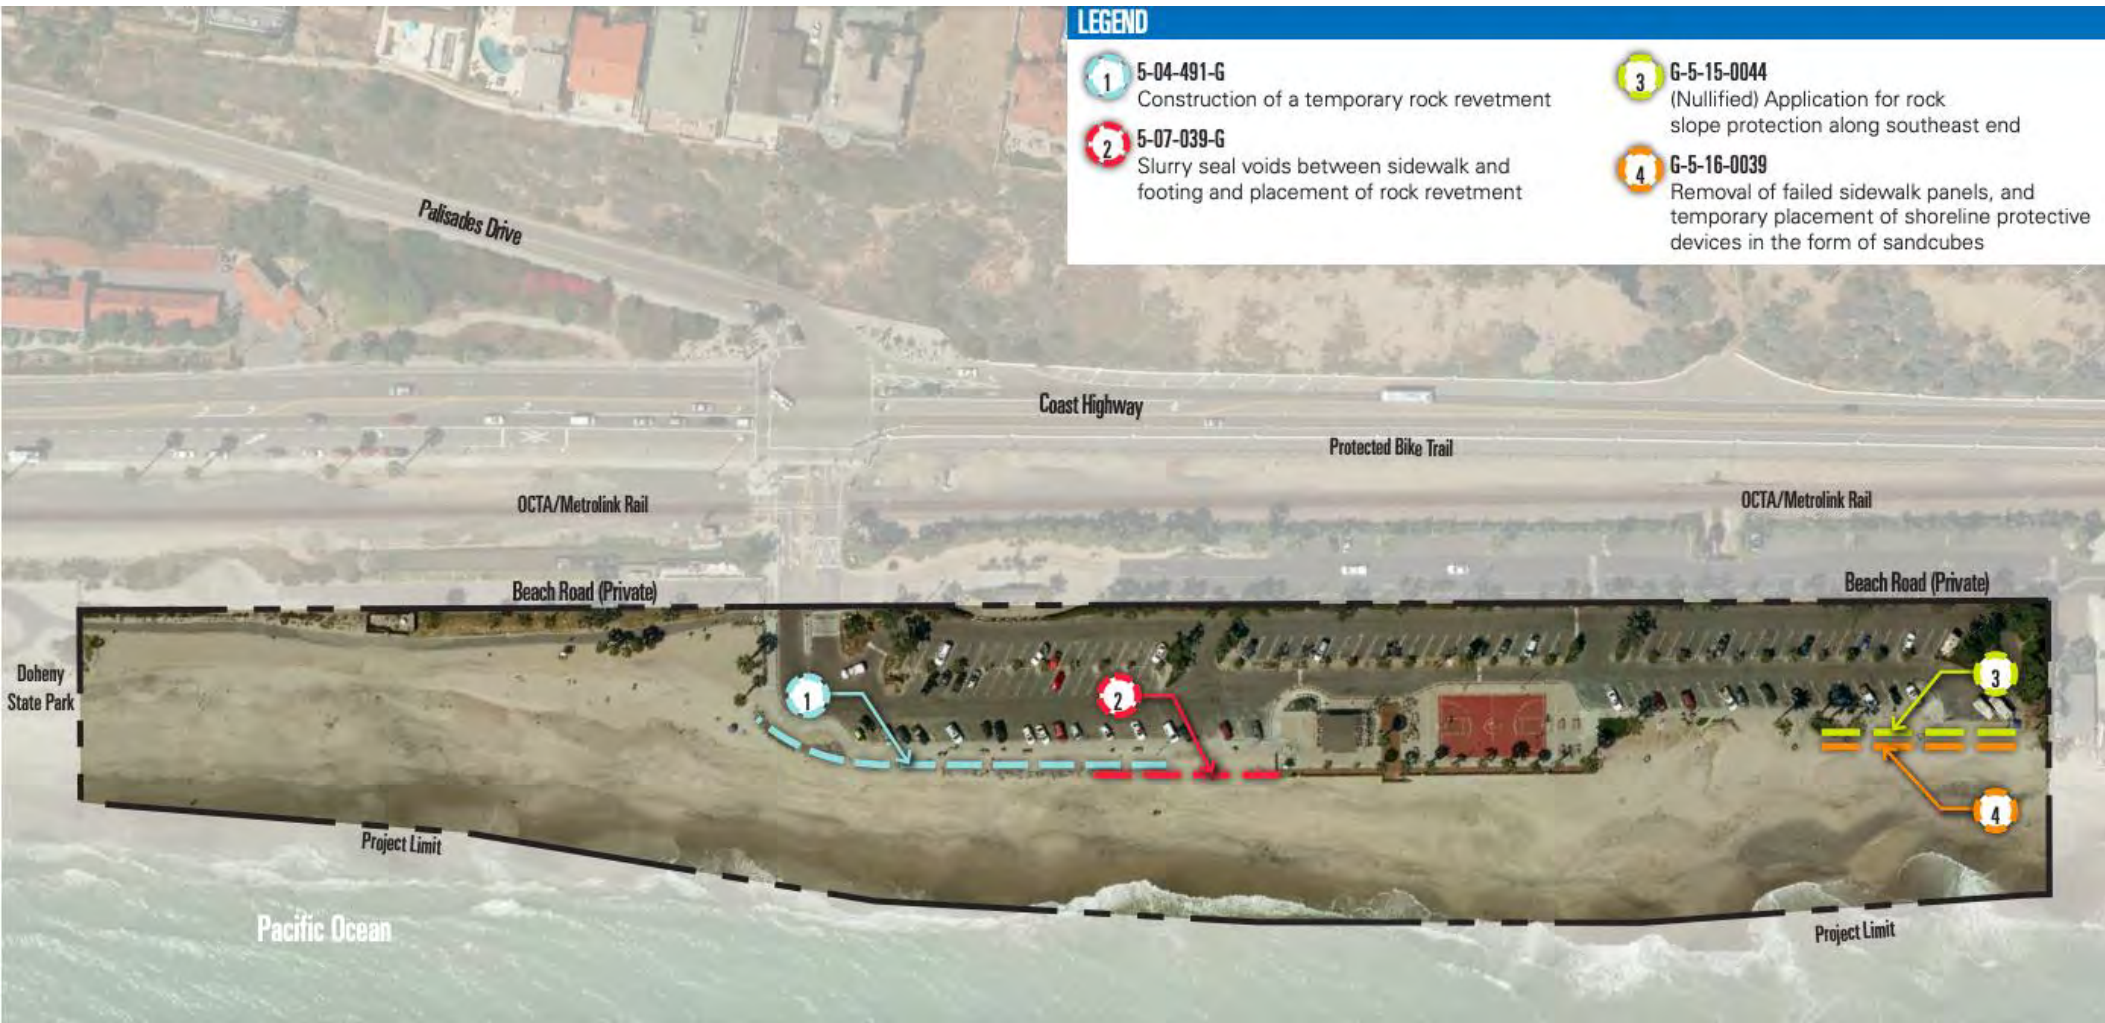 LEGEND
1
5-04-491-G
Construction of a temporary rock revetment
2
5-07-039-G
Slurry seal voids between sidewalk and
footing and placement of rock revetment
3
G-5-15-0044
(Nullified) Application for rock
slope protection along southeast end
4
G-5-16-0039
Removal of failed sidewalk panels, and
temporary placement of shoreline protective
devices in the form of sandcubes
Palisades Drive
Coast Highway
Protected Bike Trail
OCTA/Metrolink Rail
OCTA/Metrolink Rail
Beach Road (Private)
Beach Road (Private)
Doheny
State Park
1
2
3
4
Project Limit
Pacific Ocean
Project Limit